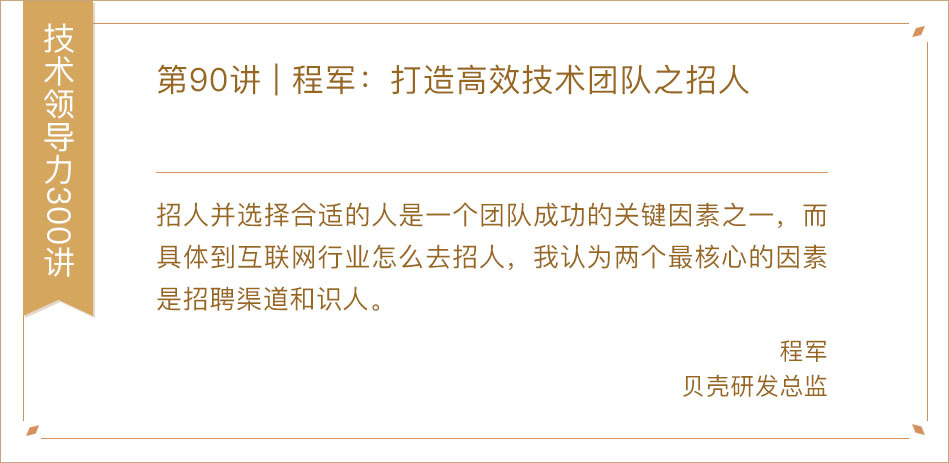 技术领导力300讲
第90讲 | 程军：打造高效技术团队之招人
招人并选择合适的人是一个团队成功的关键因素之一，而
具体到互联网行业怎么去招人，我认为两个最核心的因素
是招聘渠道和识人。
程军
贝壳研发总监